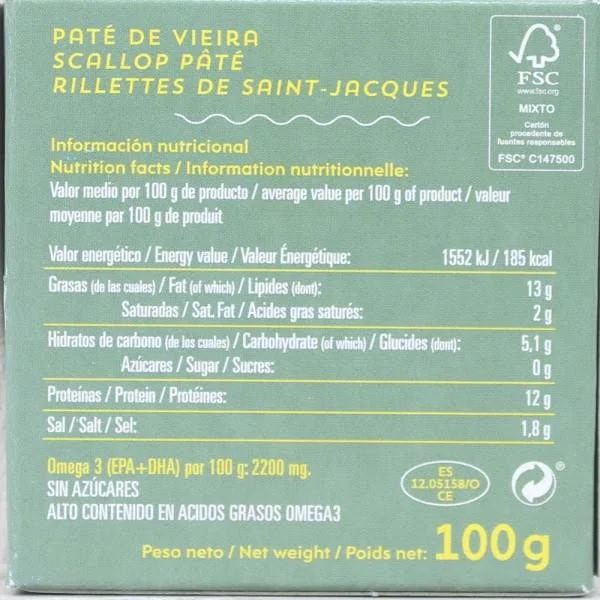 PATÉ DE VIEIRA
SCALLOP PÂTÉ
RILLETTES DE SAINT-JACQUES
FSC
www.fsc.org
MIXTO
Cartón
procedente de
fuentes responsables
FSC® C147500
Información nutricional
Nutrition facts / Information nutritionnelle:
Valor medio por 100 g de producto / average value per 100 g of product / valeur
moyenne par 100 g de produit
Valor energético / Energy value / Valeur Énergétique: 1552 kJ / 185 kcal
Grasas (de las cuales) / Fat (of which) / Lipides (dont): 13 g
Saturadas / Sat. Fat / Acides gras saturés: 2 g
Hidratos de carbono (de los cuales) / Carbohydrate (of which) / Glucides (dont): 5,1 g
Azúcares / Sugar / Sucres: 0 g
Proteínas / Protein / Protéines: 12 g
Sal / Salt / Sel: 1,8 g
Omega 3 (EPA+DHA) por 100 g: 2200 mg.
SIN AZÚCARES
ALTO CONTENIDO EN ACIDOS GRASOS OMEGA3
ES
12.05158/O
CE
®
Peso neto / Net weight / Poids net: 100 g